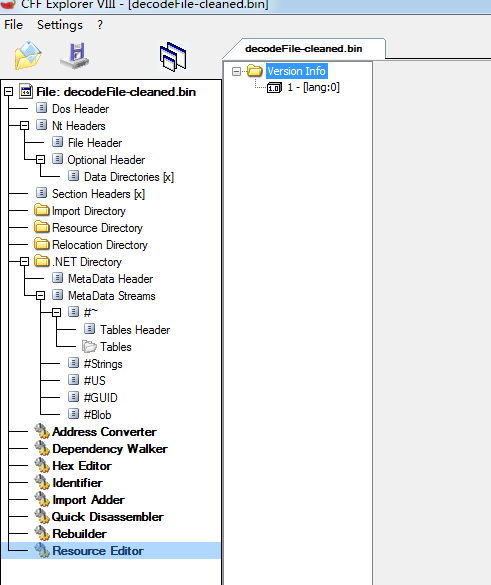 CFF Explorer VIII - [decodeFile-cleaned.bin]
File Settings ?
decodeFile-cleaned.bin
File: decodeFile-cleaned.bin
Dos Header
Nt Headers
File Header
Optional Header
Data Directories [x]
Section Headers [x]
Import Directory
Resource Directory
Relocation Directory
.NET Directory
MetaData Header
MetaData Streams
#~
Tables Header
Tables
#Strings
#US
#GUID
#Blob
Address Converter
Dependency Walker
Hex Editor
Identifier
Import Adder
Quick Disassembler
Rebuilder
Resource Editor
Version Info
1.0 1 - [lang:0]